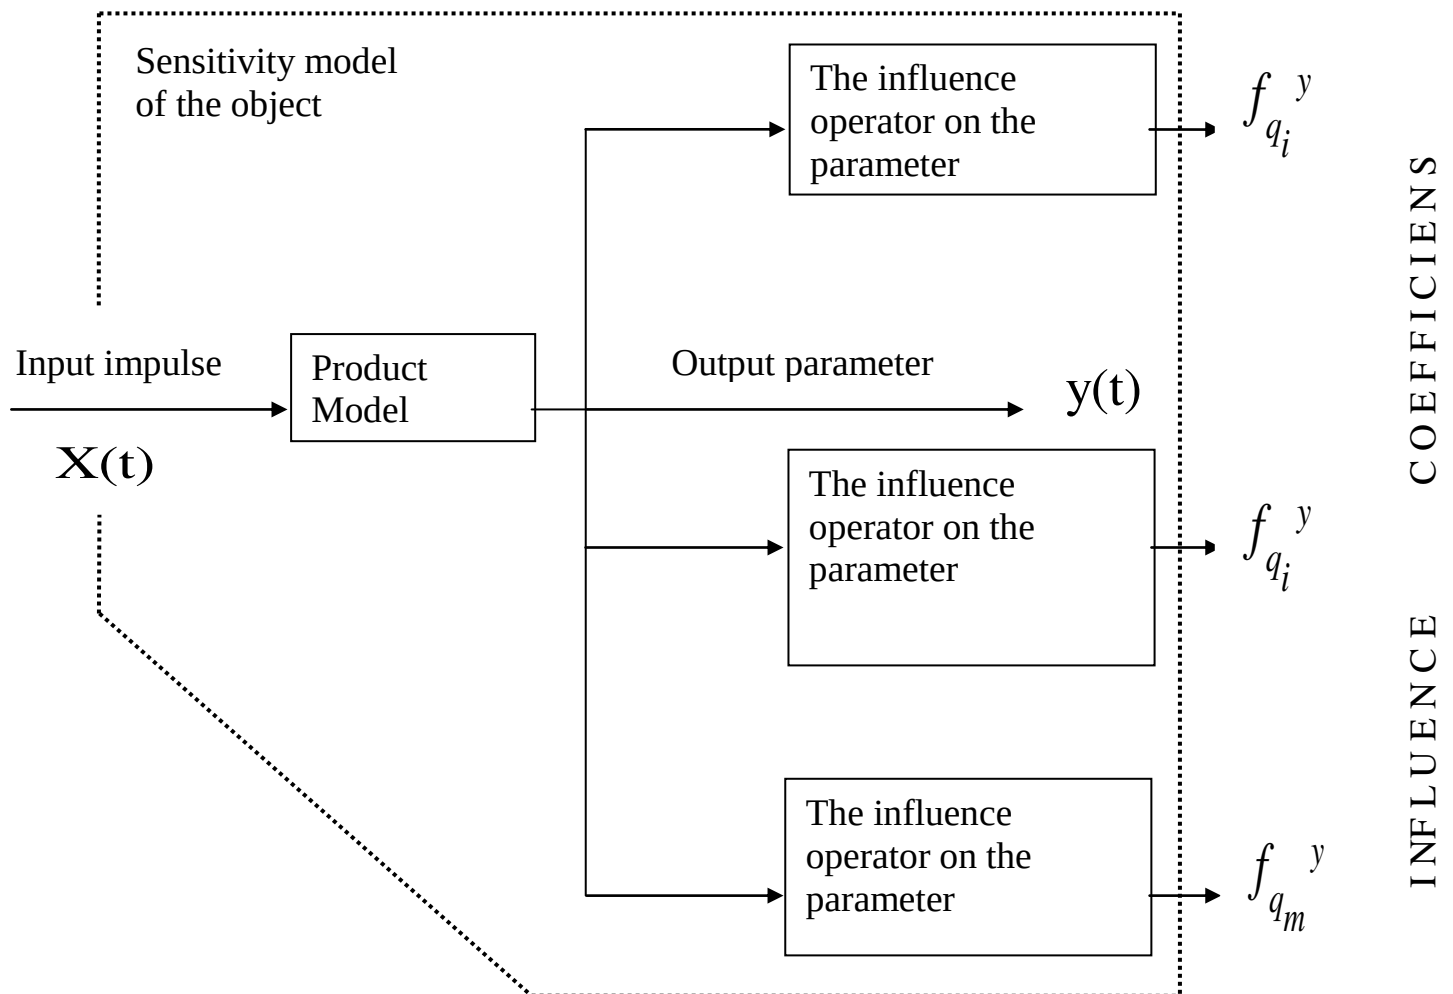 Sensitivity model
of the object
The influence
operator on the
parameter
f_{q_i}^y
Input impulse
X(t)
Product
Model
Output parameter
y(t)
The influence
operator on the
parameter
f_{q_i}^y
The influence
operator on the
parameter
f_{q_m}^y
INFLUENCE COEFFICIENS